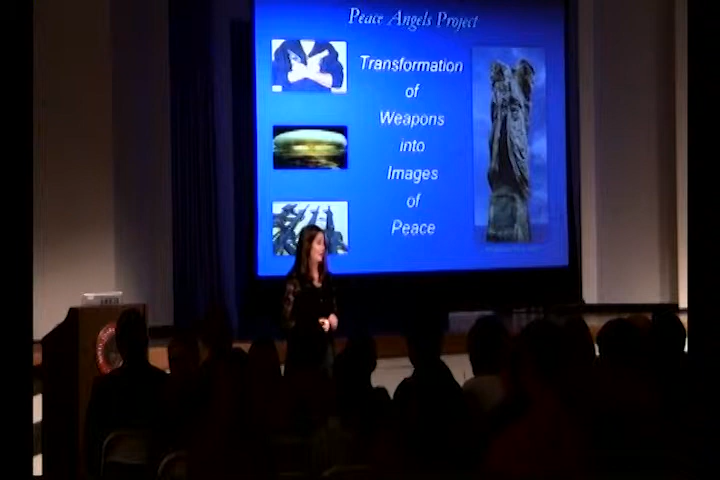 Peace Angels Project
Transformation
of
Weapons
into
Images
of
Peace